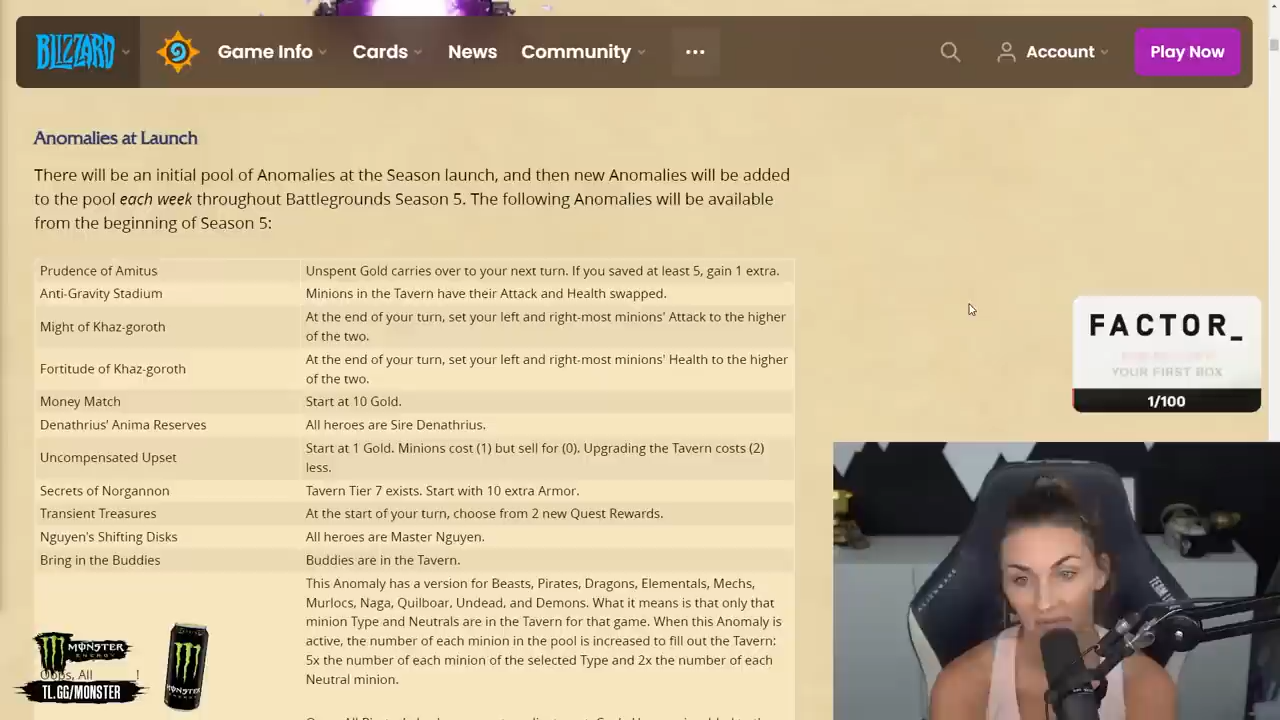 BLIZZARD Game Info Cards News Community ... Account Play Now
Anomalies at Launch
There will be an initial pool of Anomalies at the Season launch, and then new Anomalies will be added
to the pool each week throughout Battlegrounds Season 5. The following Anomalies will be available
from the beginning of Season 5:
Prudence of Amitus Unspent Gold carries over to your next turn. If you saved at least 5, gain 1 extra.
Anti-Gravity Stadium Minions in the Tavern have their Attack and Health swapped.
Might of Khaz-goroth At the end of your turn, set your left and right-most minions' Attack to the higher
of the two.
Fortitude of Khaz-goroth At the end of your turn, set your left and right-most minions' Health to the higher
of the two.
Money Match Start at 10 Gold.
Denathrius' Anima Reserves All heroes are Sire Denathrius.
Uncompensated Upset Start at 1 Gold. Minions cost (1) but sell for (0). Upgrading the Tavern costs (2)
less.
Secrets of Norgannon Tavern Tier 7 exists. Start with 10 extra Armor.
Transient Treasures At the start of your turn, choose from 2 new Quest Rewards.
Nguyen's Shifting Disks All heroes are Master Nguyen.
Bring in the Buddies Buddies are in the Tavern.
This Anomaly has a version for Beasts, Pirates, Dragons, Elementals, Mechs,
Murlocs, Naga, Quilboar, Undead, and Demons. What it means is that only that
minion Type and Neutrals are in the Tavern for that game. When this Anomaly is
active, the number of each minion in the pool is increased to fill out the Tavern:
5x the number of each minion of the selected Type and 2x the number of each
Neutral minion.
Oops, All !
MONSTER
ENERGY
TL.GG/MONSTER
MONSTER
FACTOR_
YOUR FIRST BOX
1/100